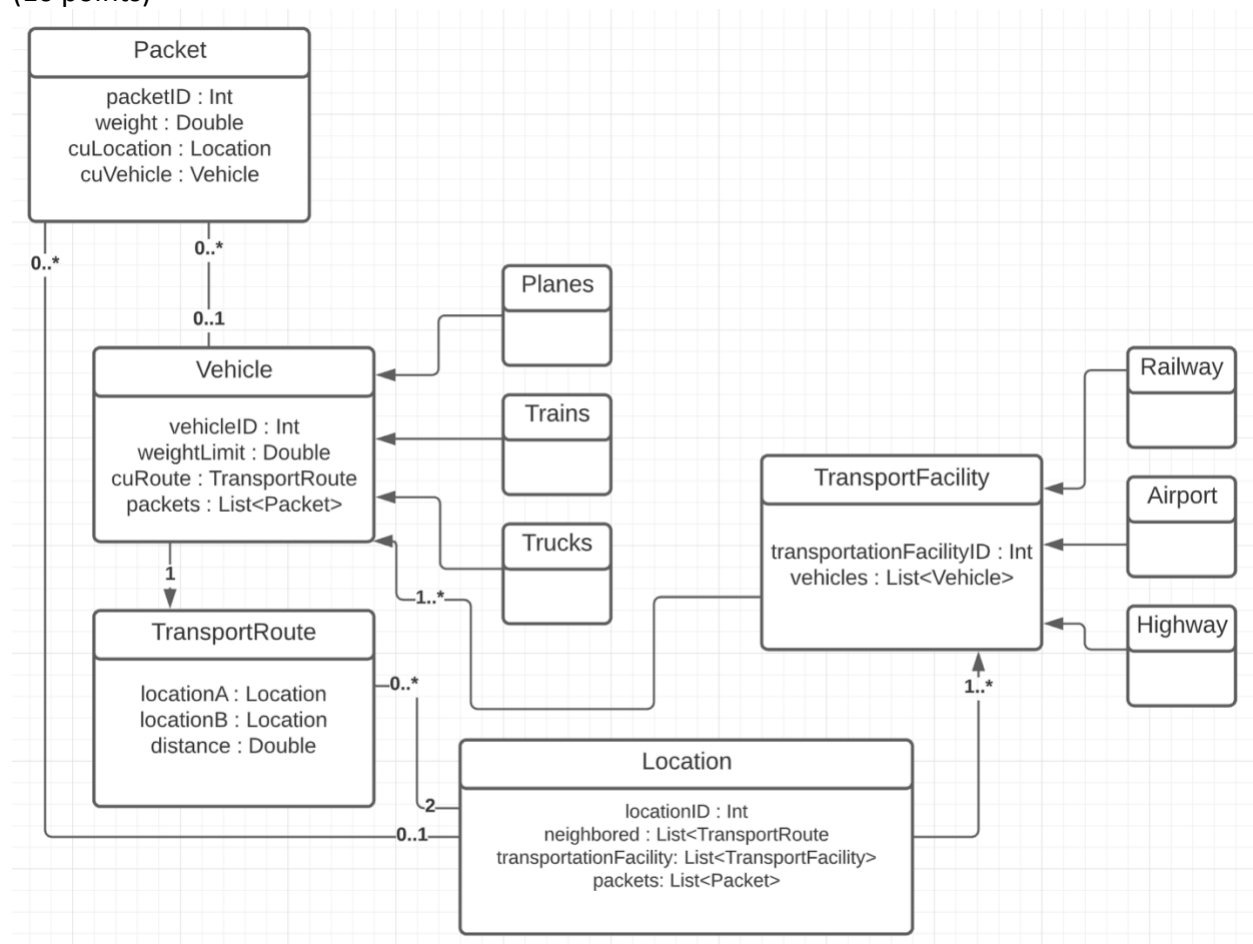 Packet
packetID : Int
weight : Double
cuLocation : Location
cuVehicle : Vehicle
0..*
0..*
0..1
Planes
Vehicle
vehicleID : Int
weightLimit : Double
cuRoute : TransportRoute
packets : List<Packet>
Trains
Trucks
Railway
TransportFacility
transportationFacilityID : Int
vehicles : List<Vehicle>
Airport
Highway
1
1..*
TransportRoute
locationA : Location
locationB : Location
distance : Double
0..*
1..*
2
0..1
Location
locationID : Int
neighbored : List<TransportRoute
transportationFacility: List<TransportFacility>
packets: List<Packet>